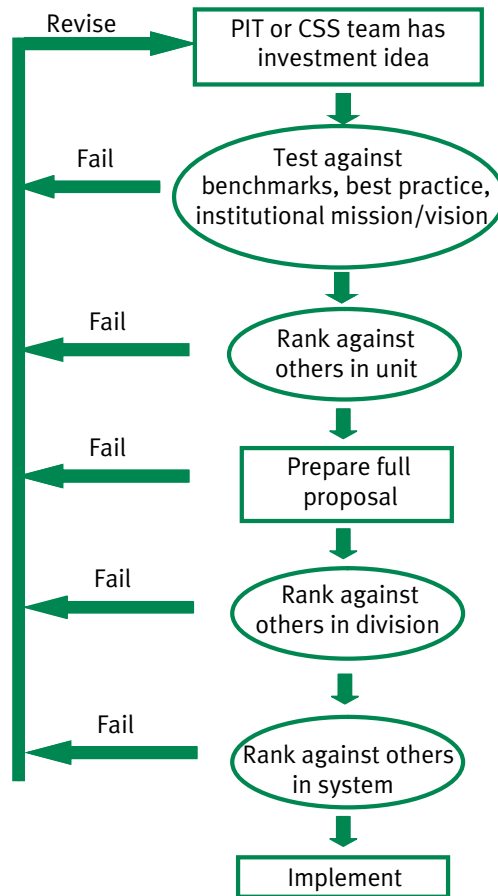 Revise
PIT or CSS team has
investment idea
Fail
Test against
benchmarks, best practice,
institutional mission/vision
Fail
Rank against
others in unit
Fail
Prepare full
proposal
Fail
Rank against
others in division
Fail
Rank against others
in system
Implement